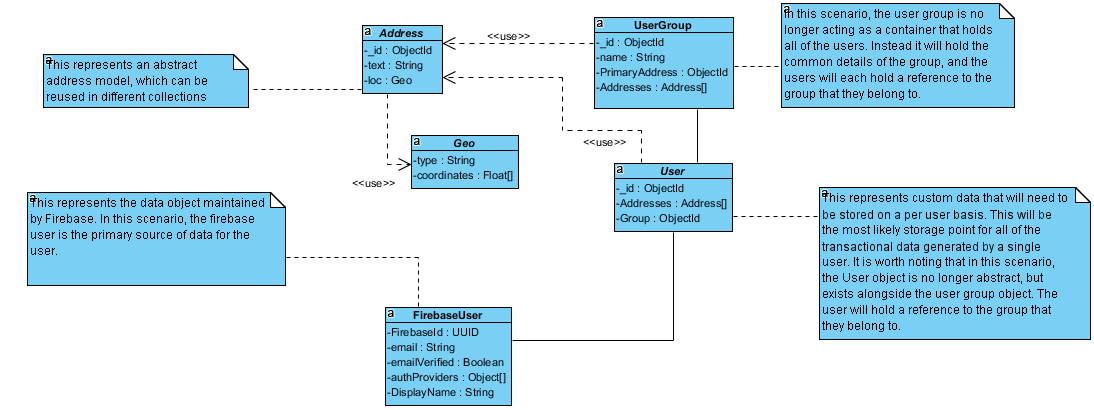 a
This represents an abstract
address model, which can be
reused in different collections
a
Address
-_id : ObjectId
-text : String
-loc : Geo
<<use>>
a
UserGroup
-_id : ObjectId
-name : String
-PrimaryAddress : ObjectId
-Addresses : Address[]
a
In this scenario, the user group is no
longer acting as a container that holds
all of the users. Instead it will hold the
common details of the group, and the
users will each hold a reference to the
group that they belong to.
a
Geo
-type : String
-coordinates : Float[]
<<use>>
<<use>>
a
User
-_id : ObjectId
-Addresses : Address[]
-Group : ObjectId
a
This represents the data object maintained
by Firebase. In this scenario, the firebase
user is the primary source of data for the
user.
a
This represents custom data that will need to
be stored on a per user basis. This will be
the most likely storage point for all of the
transactional data generated by a single
user. It is worth noting that in this scenario,
the User object is no longer abstract, but
exists alongside the user group object. The
user will hold a reference to the group that
they belong to.
a
FirebaseUser
-FirebaseId : UUID
-email : String
-emailVerified : Boolean
-authProviders : Object[]
-DisplayName : String